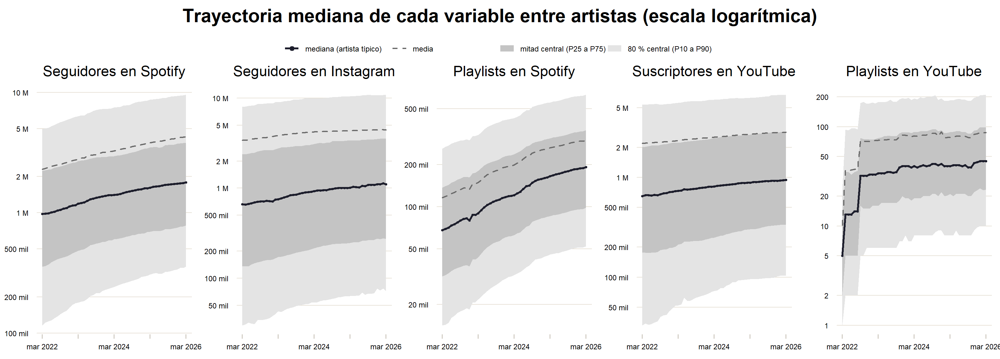 Trayectoria mediana de cada variable entre artistas (escala logarítmica)
mediana (artista típico) media mitad central (P25 a P75) 80 % central (P10 a P90)
Seguidores en Spotify
10 M
5 M
2 M
1 M
500 mil
200 mil
100 mil
mar 2022 mar 2024 mar 2026
Seguidores en Instagram
10 M
5 M
2 M
1 M
500 mil
200 mil
100 mil
50 mil
mar 2022 mar 2024 mar 2026
Playlists en Spotify
500 mil
200 mil
100 mil
50 mil
20 mil
mar 2022 mar 2024 mar 2026
Suscriptores en YouTube
5 M
2 M
1 M
500 mil
200 mil
100 mil
50 mil
mar 2022 mar 2024 mar 2026
Playlists en YouTube
200
100
50
20
10
5
2
1
mar 2022 mar 2024 mar 2026